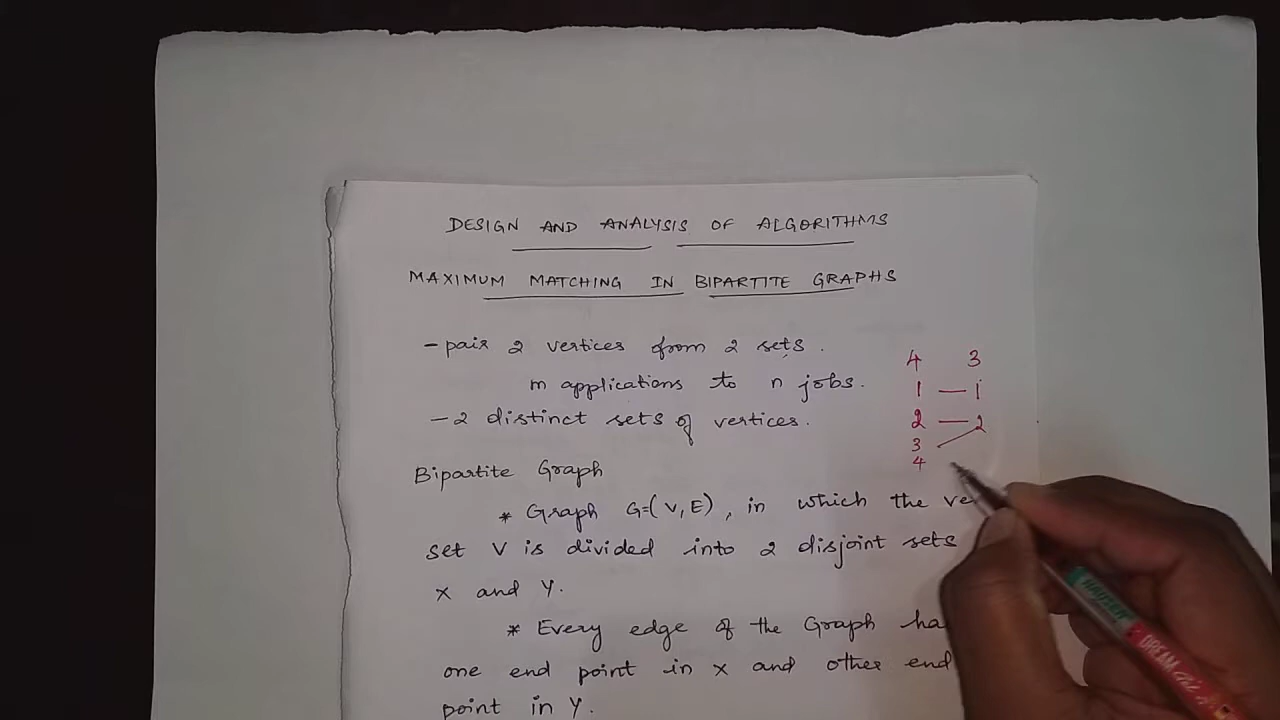 DESIGN AND ANALYSIS OF ALGORITHMS
MAXIMUM MATCHING IN BIPARTITE GRAPHS
- pair 2 vertices from 2 sets.
m applications to n jobs.
- 2 distinct sets of vertices.
4 3
1 — 1
2 — 2
3
4
Bipartite Graph
* Graph G=(V,E), in which the
set V is divided into 2 disjoint sets
X and Y.
* Every edge of the Graph
one end point in X and other end
point in Y.